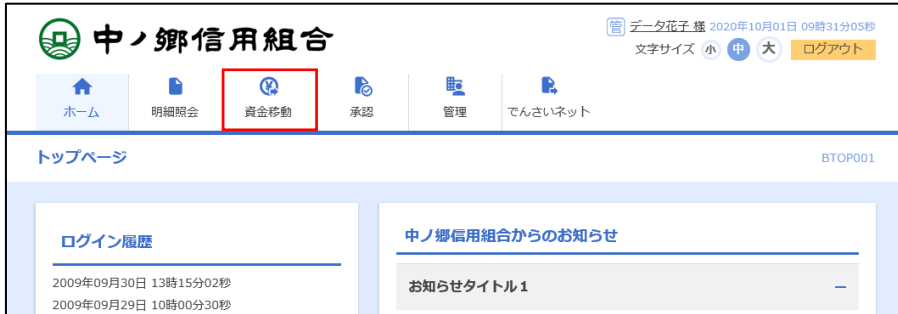 中ノ郷信用組合
管 データ花子 様 2020年10月01日 09時31分05秒
文字サイズ 小 中 大 ログアウト
ホーム 明細照会 資金移動 承認 管理 でんさいネット
トップページ BTOP001
ログイン履歴
2009年09月30日 13時15分02秒
2009年09月29日 10時00分30秒
中ノ郷信用組合からのお知らせ
お知らせタイトル1